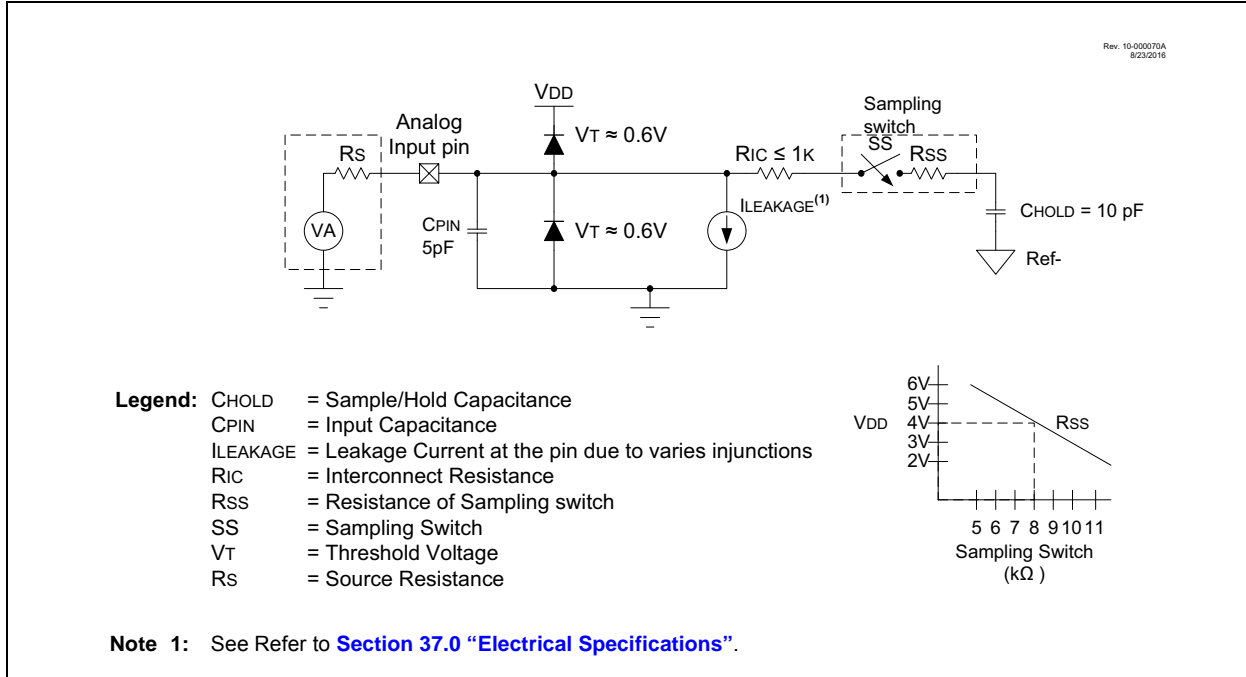 Rev. 10-000070A
8/23/2016
VDD
Sampling
switch
Analog
Input pin
VT ≈ 0.6V
RS
RIC ≤ 1K
SS
RSS
ILEAKAGE(1)
VA
CPIN
5pF
VT ≈ 0.6V
CHOLD = 10 pF
Ref-
Legend: CHOLD = Sample/Hold Capacitance
CPIN = Input Capacitance
ILEAKAGE = Leakage Current at the pin due to varies injunctions
RIC = Interconnect Resistance
RSS = Resistance of Sampling switch
SS = Sampling Switch
VT = Threshold Voltage
RS = Source Resistance
6V
5V
VDD 4V RSS
3V
2V
5 6 7 8 9 10 11
Sampling Switch
(kΩ )
Note 1: See Refer to Section 37.0 “Electrical Specifications”.